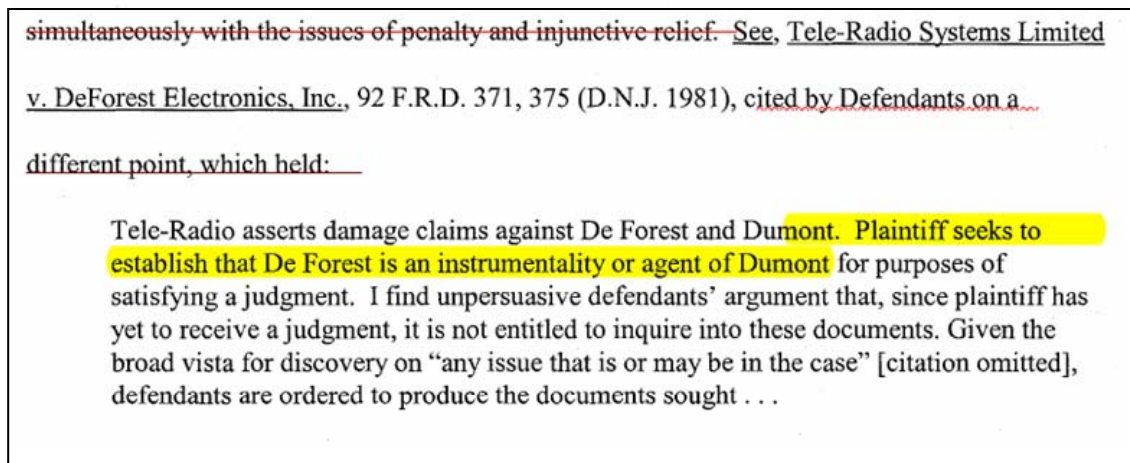 simultaneously with the issues of penalty and injunctive relief. See, Tele-Radio Systems Limited
v. DeForest Electronics, Inc., 92 F.R.D. 371, 375 (D.N.J. 1981), cited by Defendants on a
different point, which held:
Tele-Radio asserts damage claims against De Forest and Dumont. Plaintiff seeks to
establish that De Forest is an instrumentality or agent of Dumont for purposes of
satisfying a judgment. I find unpersuasive defendants’ argument that, since plaintiff has
yet to receive a judgment, it is not entitled to inquire into these documents. Given the
broad vista for discovery on “any issue that is or may be in the case” [citation omitted],
defendants are ordered to produce the documents sought . . .